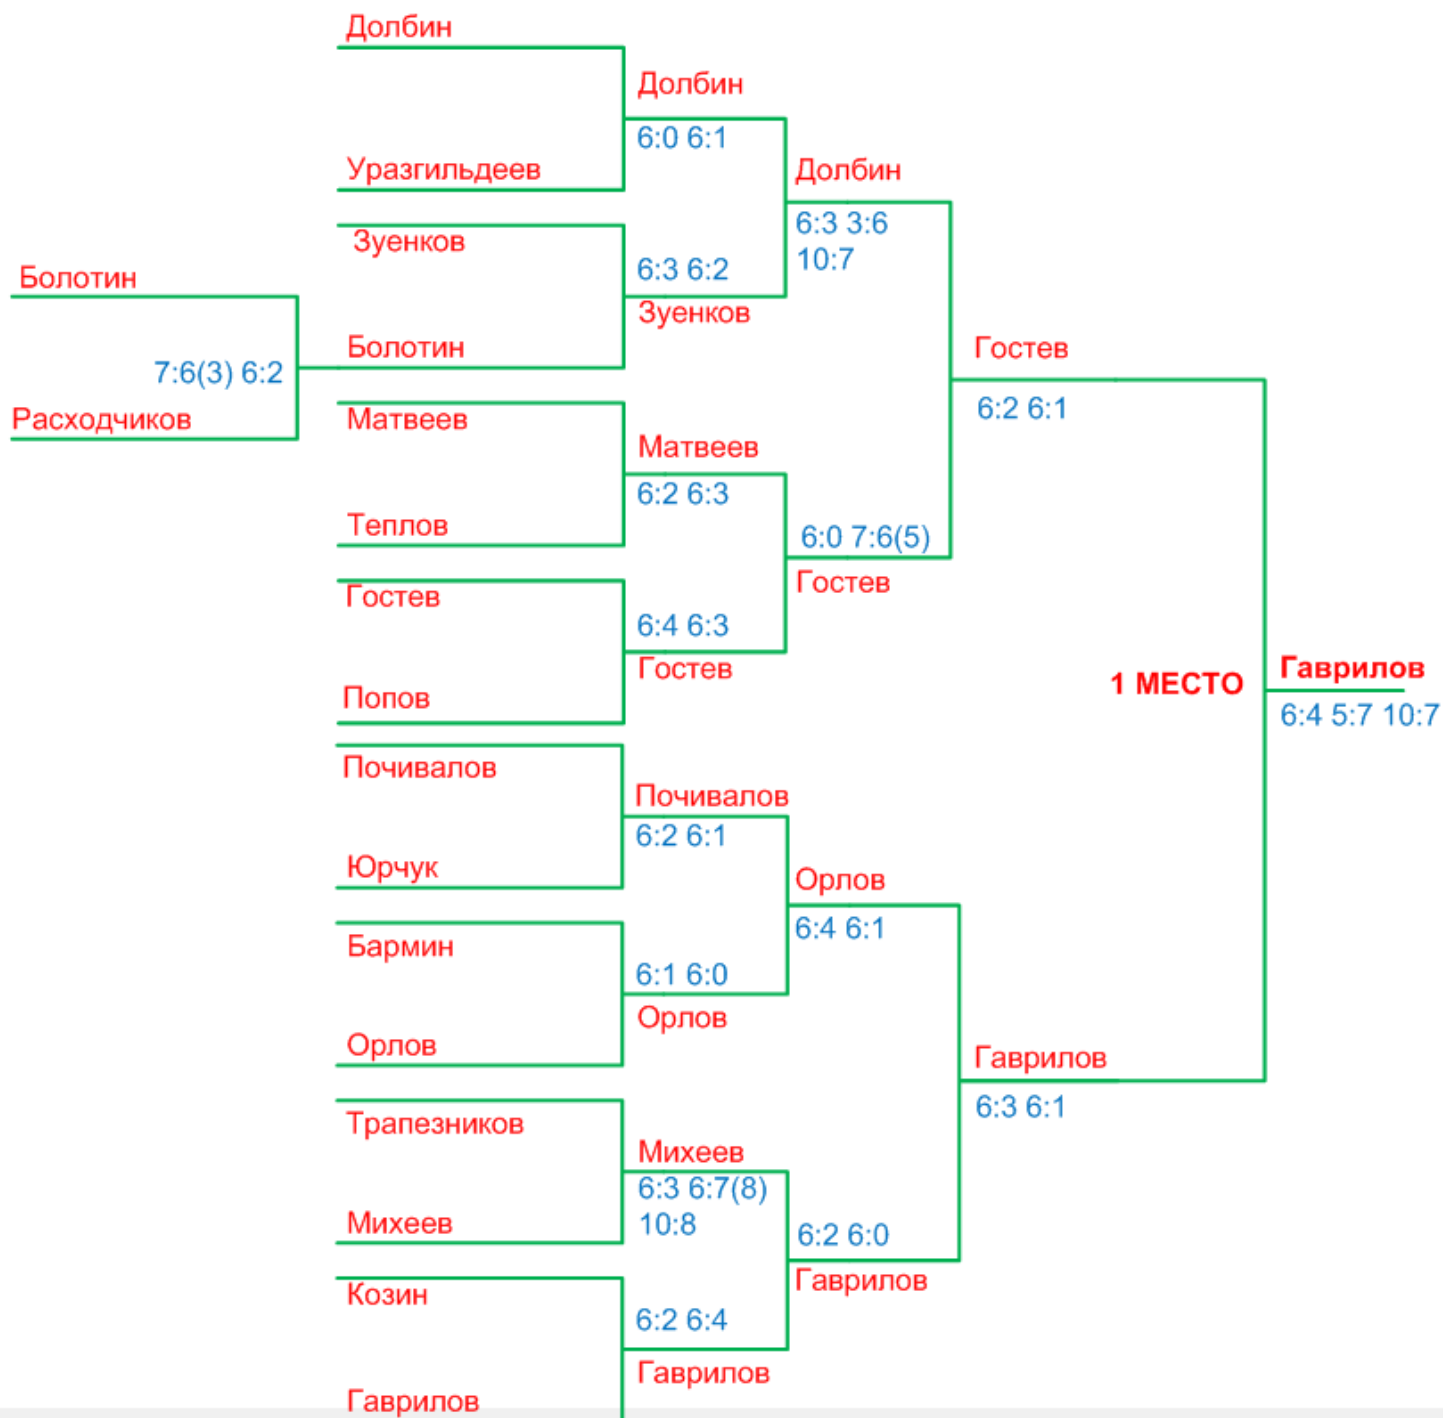 Долбин
Долбин
6:0 6:1
Уразгильдеев
Долбин
6:3 3:6
10:7
Зуенков
6:3 6:2
Зуенков
Болотин
7:6(3) 6:2
Расходчиков
Болотин
Гостев
6:2 6:1
Матвеев
Матвеев
6:2 6:3
Теплов
6:0 7:6(5)
Гостев
Гостев
6:4 6:3
Гостев
Попов
1 МЕСТО
Гаврилов
6:4 5:7 10:7
Почивалов
Почивалов
6:2 6:1
Юрчук
Орлов
6:4 6:1
Бармин
6:1 6:0
Орлов
Орлов
Гаврилов
6:3 6:1
Трапезников
Михеев
6:3 6:7(8)
10:8
Михеев
6:2 6:0
Гаврилов
Козин
6:2 6:4
Гаврилов
Гаврилов